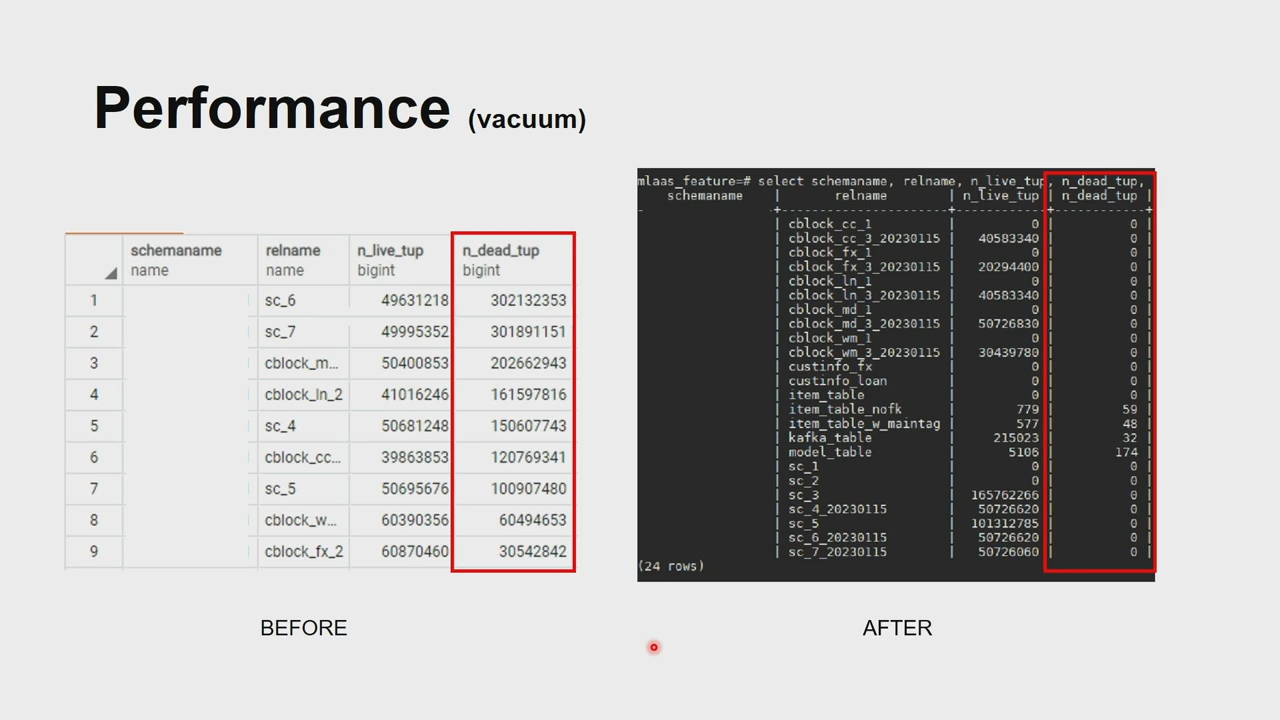 Performance (vacuum)
schemaname relname n_live_tup n_dead_tup
name name bigint bigint
1 sc_6 49631218 302132353
2 sc_7 49995352 301891151
3 cblock_m... 50400853 202662943
4 cblock_ln_2 41016246 161597816
5 sc_4 50681248 150607743
6 cblock_cc... 39863853 120769341
7 sc_5 50695676 100907480
8 cblock_w... 60390356 60494653
9 cblock_fx_2 60870460 30542842
BEFORE
mlaas_feature=# select schemaname, relname, n_live_tup, n_dead_tup,
schemaname | relname | n_live_tup | n_dead_tup
-+--------------------+-----------+-----------+
| cblock_cc_1 | 0 | 0 |
| cblock_cc_3_20230115 | 40583340 | 0 |
| cblock_fx_1 | 0 | 0 |
| cblock_fx_3_20230115 | 20294400 | 0 |
| cblock_ln_1 | 0 | 0 |
| cblock_ln_3_20230115 | 40583340 | 0 |
| cblock_md_1 | 0 | 0 |
| cblock_md_3_20230115 | 50726830 | 0 |
| cblock_wm_1 | 0 | 0 |
| cblock_wm_3_20230115 | 30439780 | 0 |
| custinfo_fx | 0 | 0 |
| custinfo_loan | 0 | 0 |
| item_table | 0 | 0 |
| item_table_nofk | 779 | 59 |
| item_table_w_maintag | 577 | 48 |
| kafka_table | 215023 | 32 |
| model_table | 5106 | 174 |
| sc_1 | 0 | 0 |
| sc_2 | 0 | 0 |
| sc_3 | 165762266 | 0 |
| sc_4_20230115 | 50726620 | 0 |
| sc_5 | 101312785 | 0 |
| sc_6_20230115 | 50726620 | 0 |
| sc_7_20230115 | 50726060 | 0 |
(24 rows)
AFTER